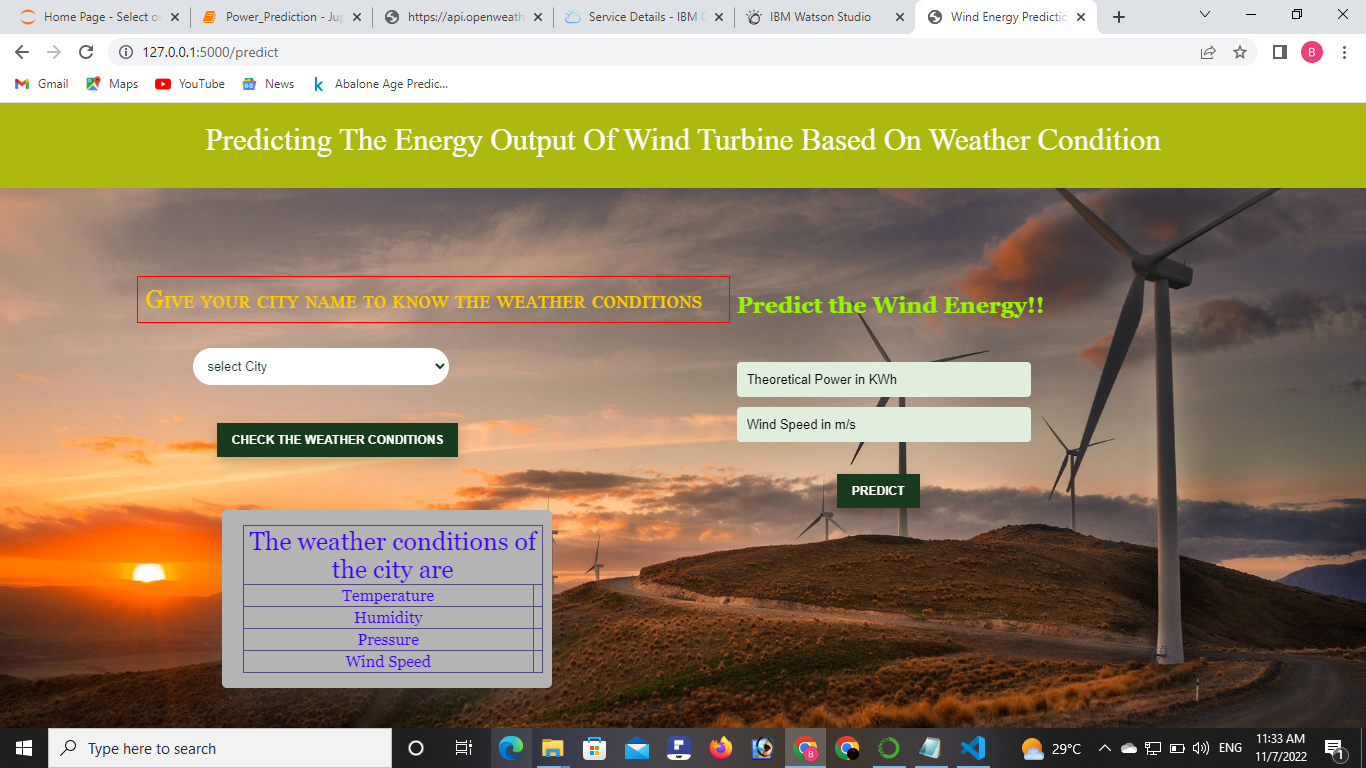 Home Page - Select or
Power_Prediction - Jup
https://api.openweath
Service Details - IBM C
IBM Watson Studio
Wind Energy Predictio
127.0.0.1:5000/predict
B
Gmail
Maps
YouTube
News
Abalone Age Predic...
Predicting The Energy Output Of Wind Turbine Based On Weather Condition
Give your city name to know the weather conditions
select City
CHECK THE WEATHER CONDITIONS
The weather conditions of
the city are
Temperature
Humidity
Pressure
Wind Speed
Predict the Wind Energy!!
Theoretical Power in KWh
Wind Speed in m/s
PREDICT
Type here to search
B
29°C
ENG
11:33 AM
11/7/2022
1